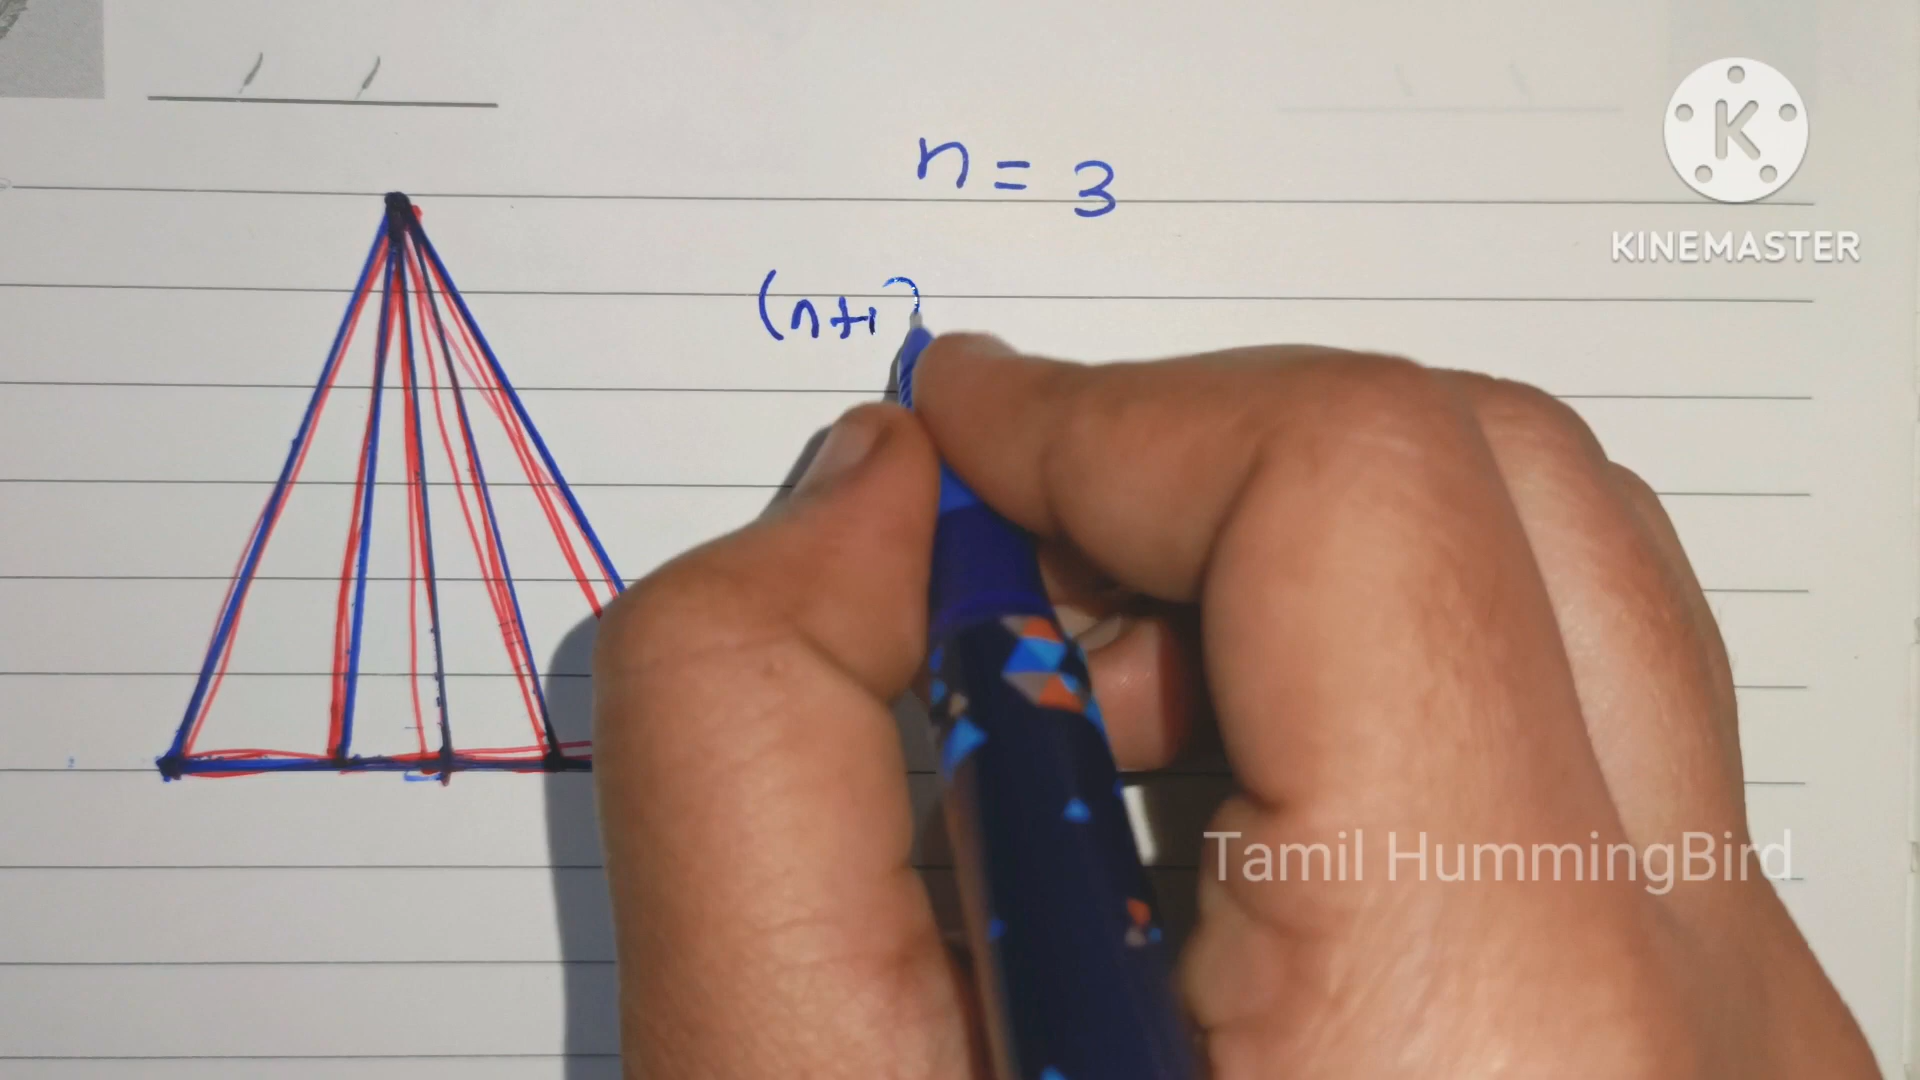 n = 3
(n+1)
K
KINEMASTER
Tamil HummingBird